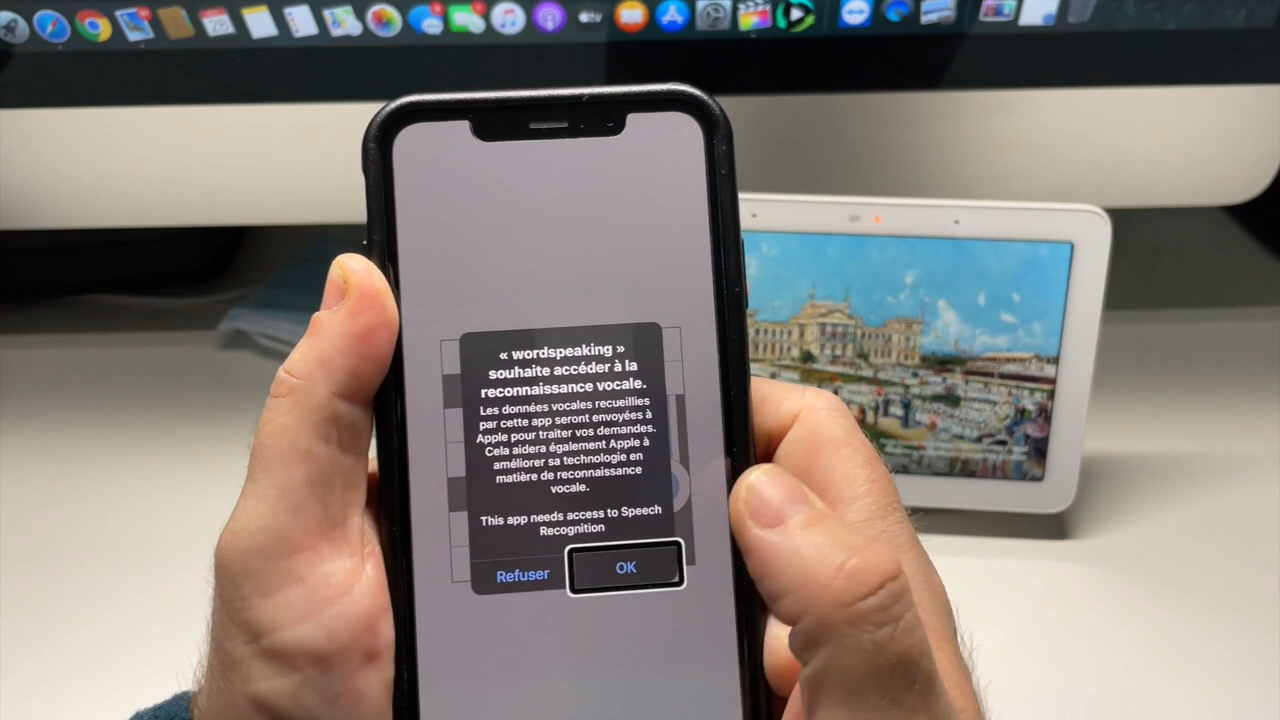 « wordspeaking »
souhaite accéder à la
reconnaissance vocale.
Les données vocales recueillies
par cette app seront envoyées à
Apple pour traiter vos demandes.
Cela aidera également Apple à
améliorer sa technologie en
matière de reconnaissance
vocale.
This app needs access to Speech
Recognition
Refuser
OK